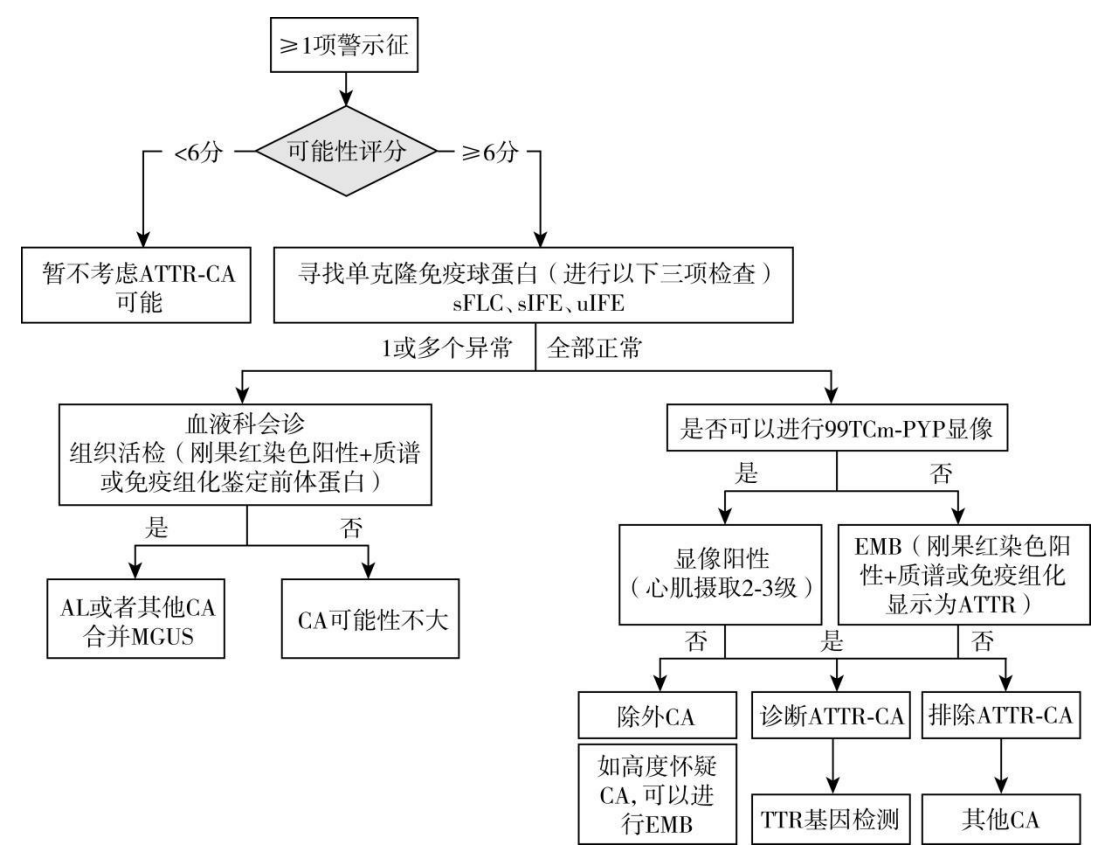 ≥1项警示征
<6分
可能性评分
≥6分
暂不考虑ATTR-CA
可能
寻找单克隆免疫球蛋白（进行以下三项检查）
sFLC、sIFE、uIFE
1或多个异常
全部正常
血液科会诊
组织活检（刚果红染色阳性+质谱
或免疫组化鉴定前体蛋白）
是否可以进行99TCm-PYP显像
是
否
是
否
AL或者其他CA
合并MGUS
CA可能性不大
显像阳性
（心肌摄取2-3级）
EMB（刚果红染色阳
性+质谱或免疫组化
显示为ATTR）
否
是
否
除外CA
诊断ATTR-CA
排除ATTR-CA
如高度怀疑
CA,可以进
行EMB
TTR基因检测
其他CA